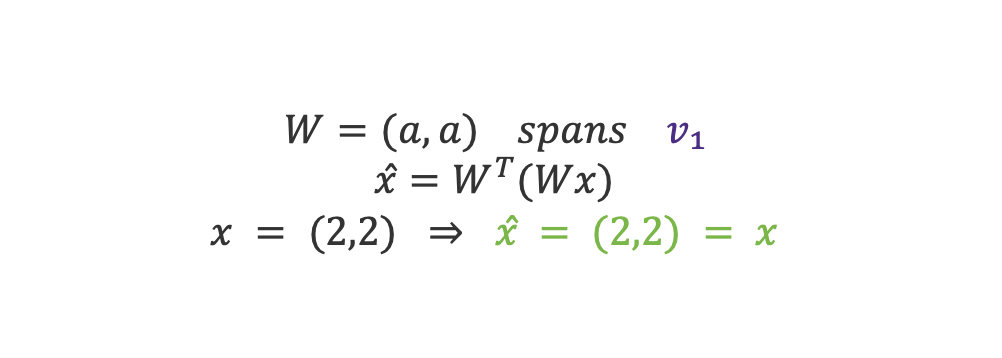 W = (a, a) spans v₁
x̂ = Wᵀ(Wx)
x = (2,2) ⇒ x̂ = (2,2) = x